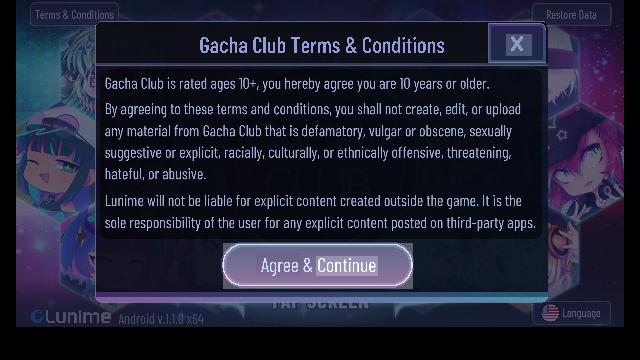 Terms & Conditions
Restore Data
Gacha Club Terms & Conditions
X
Gacha Club is rated ages 10+, you hereby agree you are 10 years or older.
By agreeing to these terms and conditions, you shall not create, edit, or upload
any material from Gacha Club that is defamatory, vulgar or obscene, sexually
suggestive or explicit, racially, culturally, or ethnically offensive, threatening,
hateful, or abusive.
Lunime will not be liable for explicit content created outside the game. It is the
sole responsibility of the user for any explicit content posted on third-party apps.
Agree & Continue
TAP SCREEN
Lunime
Android v.1.1.0 x64
Language